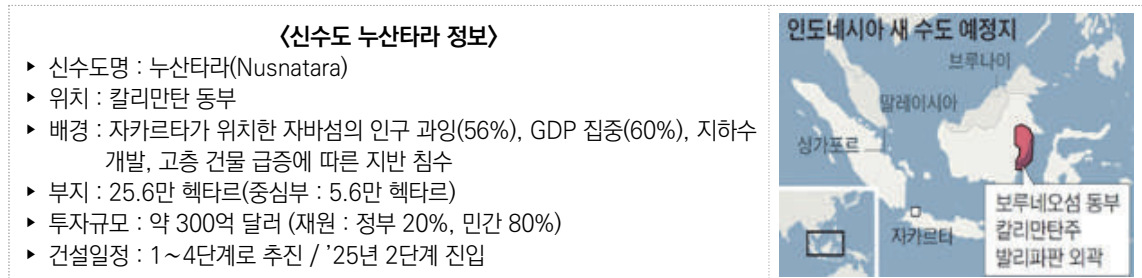 〈신수도 누산타라 정보〉
▸ 신수도명 : 누산타라(Nusnatara)
▸ 위치 : 칼리만탄 동부
▸ 배경 : 자카르타가 위치한 자바섬의 인구 과잉(56%), GDP 집중(60%), 지하수
개발, 고층 건물 급증에 따른 지반 침수
▸ 부지 : 25.6만 헥타르(중심부 : 5.6만 헥타르)
▸ 투자규모 : 약 300억 달러 (재원 : 정부 20%, 민간 80%)
▸ 건설일정 : 1~4단계로 추진 / ’25년 2단계 진입
인도네시아 새 수도 예정지
브루나이
말레이시아
싱가포르
자카르타
보루네오섬 동부
칼리만탄주
발리파판 외곽